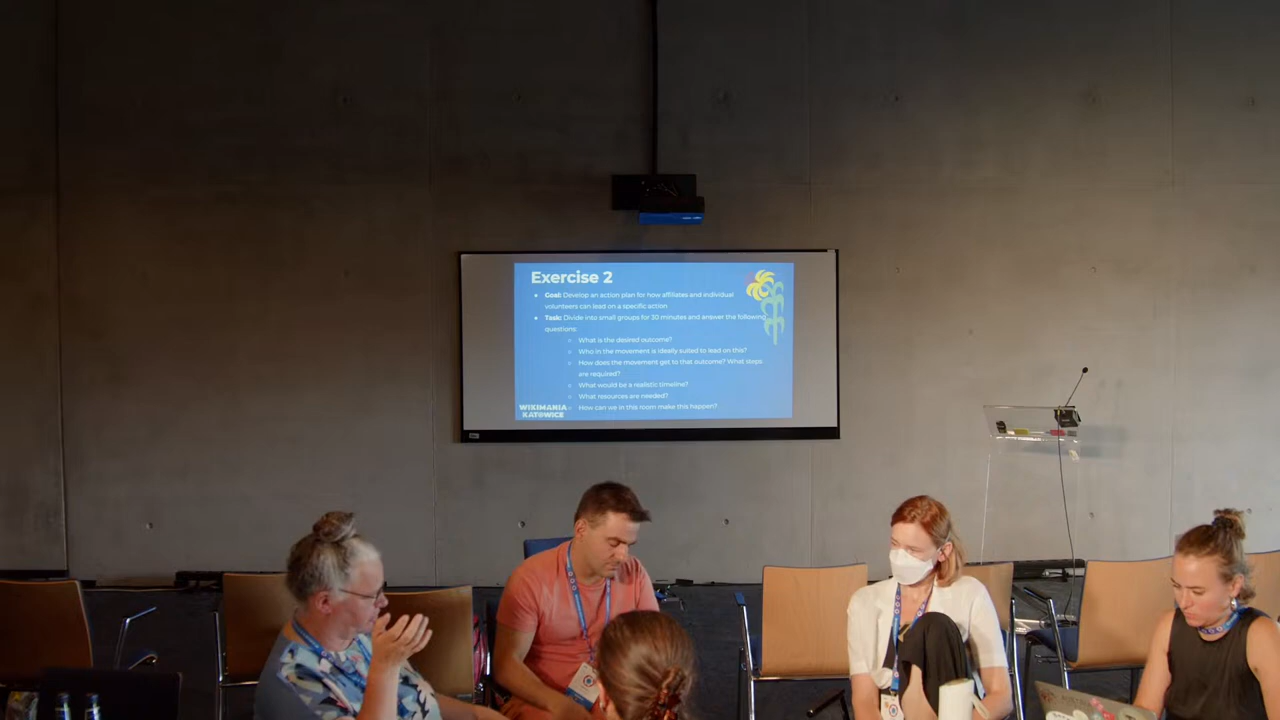 Exercise 2
● Goal: Develop an action plan for how affiliates and individual
volunteers can lead on a specific action
● Task: Divide into small groups for 30 minutes and answer the following
questions:
○ What is the desired outcome?
○ Who in the movement is ideally suited to lead on this?
○ How does the movement get to that outcome? What steps
are required?
○ What would be a realistic timeline?
○ What resources are needed?
○ How can we in this room make this happen?
WIKIMANIA
KATOWICE